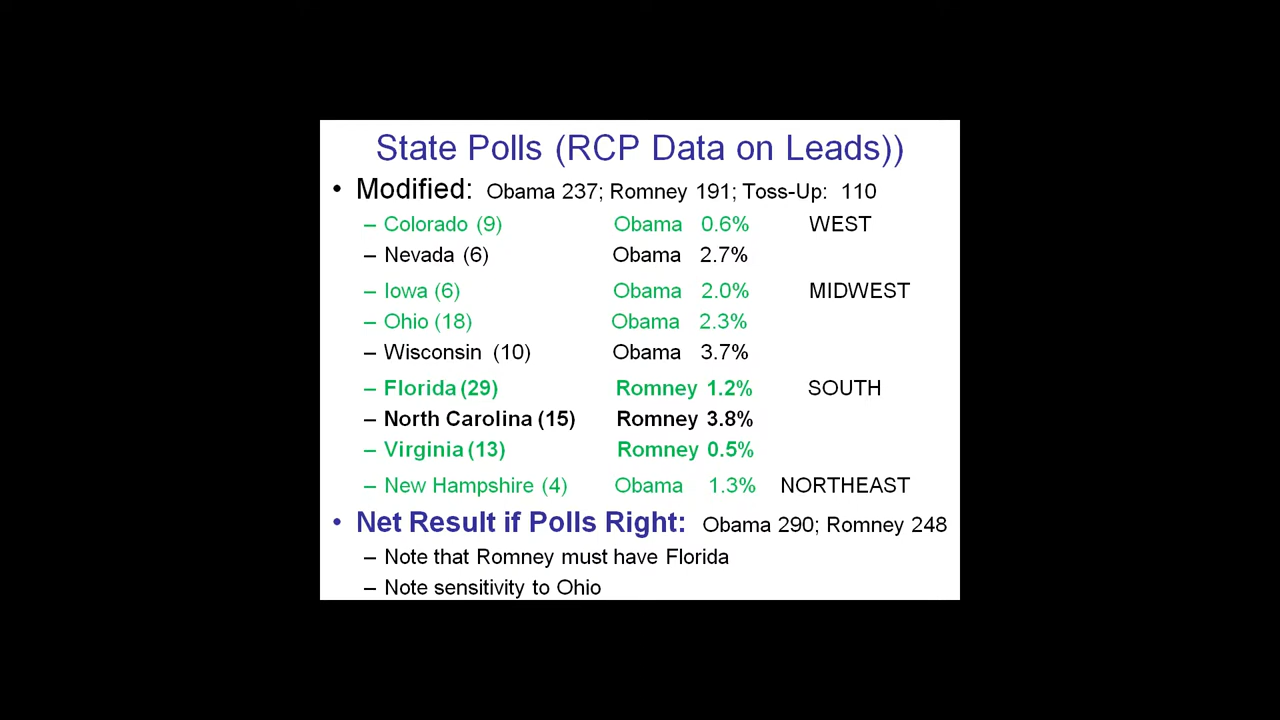 State Polls (RCP Data on Leads))
• Modified: Obama 237; Romney 191; Toss-Up: 110
– Colorado (9) Obama 0.6% WEST
– Nevada (6) Obama 2.7%
– Iowa (6) Obama 2.0% MIDWEST
– Ohio (18) Obama 2.3%
– Wisconsin (10) Obama 3.7%
– Florida (29) Romney 1.2% SOUTH
– North Carolina (15) Romney 3.8%
– Virginia (13) Romney 0.5%
– New Hampshire (4) Obama 1.3% NORTHEAST
• Net Result if Polls Right: Obama 290; Romney 248
– Note that Romney must have Florida
– Note sensitivity to Ohio